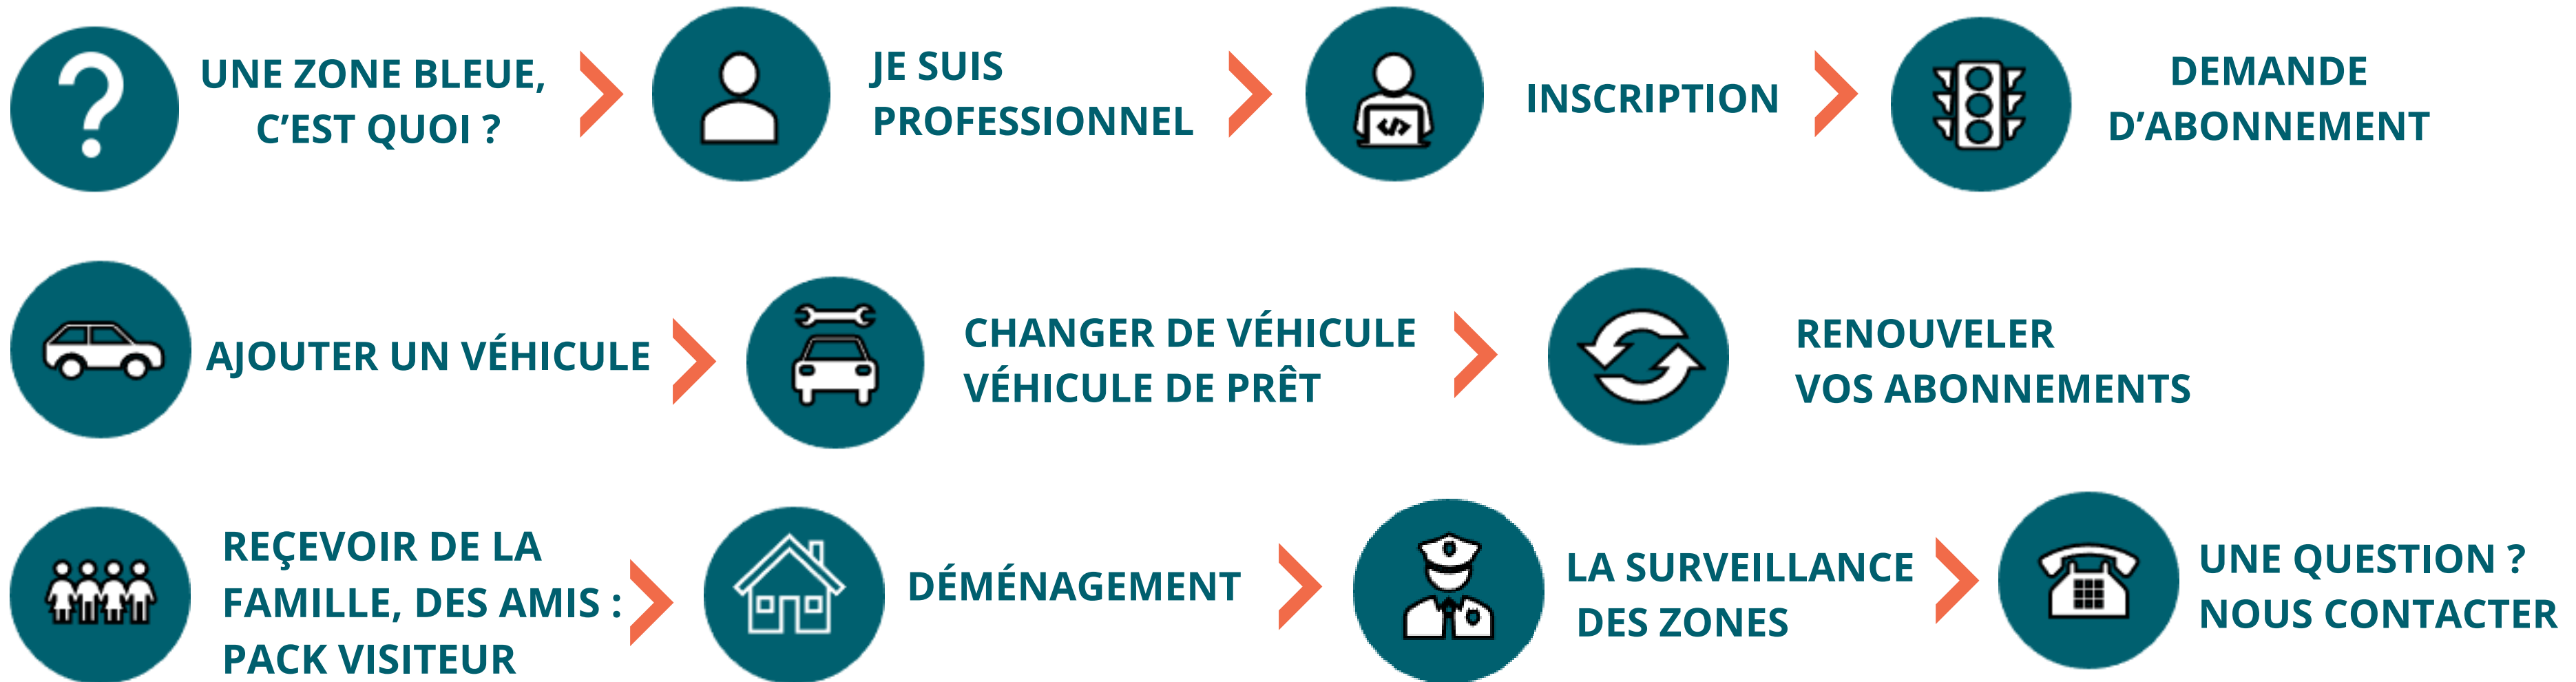 UNE ZONE BLEUE,
C'EST QUOI ?
JE SUIS
PROFESSIONNEL
INSCRIPTION
DEMANDE
D'ABONNEMENT
AJOUTER UN VÉHICULE
CHANGER DE VÉHICULE
VÉHICULE DE PRÊT
RENOUVELER
VOS ABONNEMENTS
REÇEVOIR DE LA
FAMILLE, DES AMIS :
PACK VISITEUR
DÉMÉNAGEMENT
LA SURVEILLANCE
DES ZONES
UNE QUESTION ?
NOUS CONTACTER